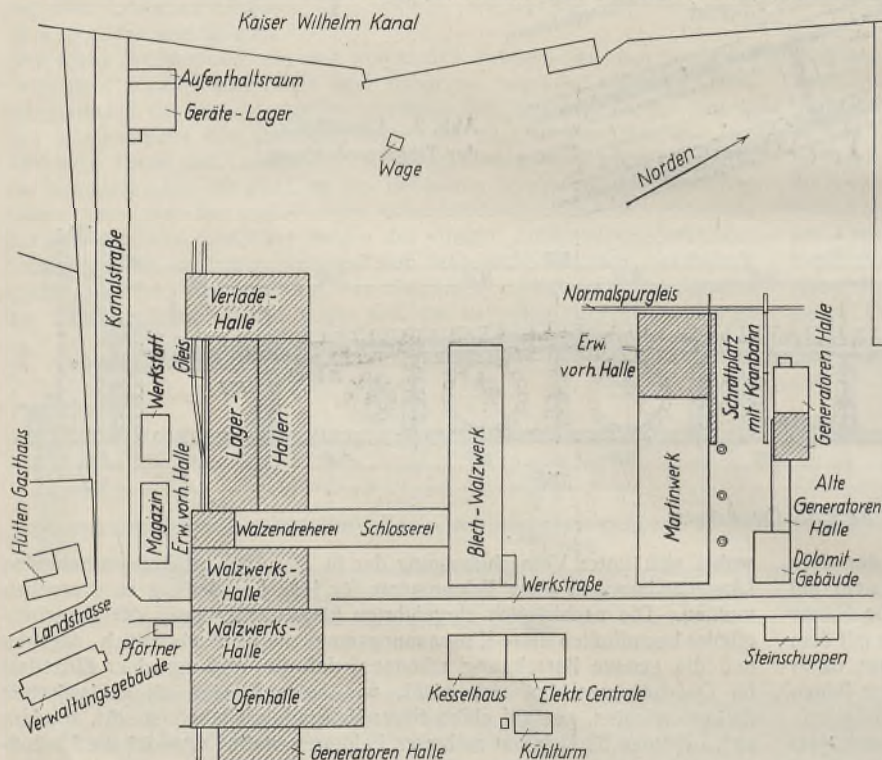 Kaiser Wilhelm Kanal
Aufenthaltsraum
Geräte-Lager
Wage
Norden
Kanalstraße
Verlade-
Halle
Normalspurgleis
Erw.
vorh. Halle
Schrattplatz
mit Kranbahn
Generatoren Halle
Gleis
Werkstatt
Lager-
Hallen
Blech-Walzwerk
Martinwerk
Hütten Gasthaus
Magazin
Erw. vorh. Halle
Walzendreherei Schlosserei
Alte
Generatoren
Halle
Dolomit-
Gebäude
Walzwerks-
Halle
Werkstraße
Landstrasse
Pförtner
Walzwerks-
Halle
Steinschuppen
Verwaltungsgebäude
Ofenhalle
Kesselhaus
Elektr. Centrale
Generatoren Halle
Kühlturm